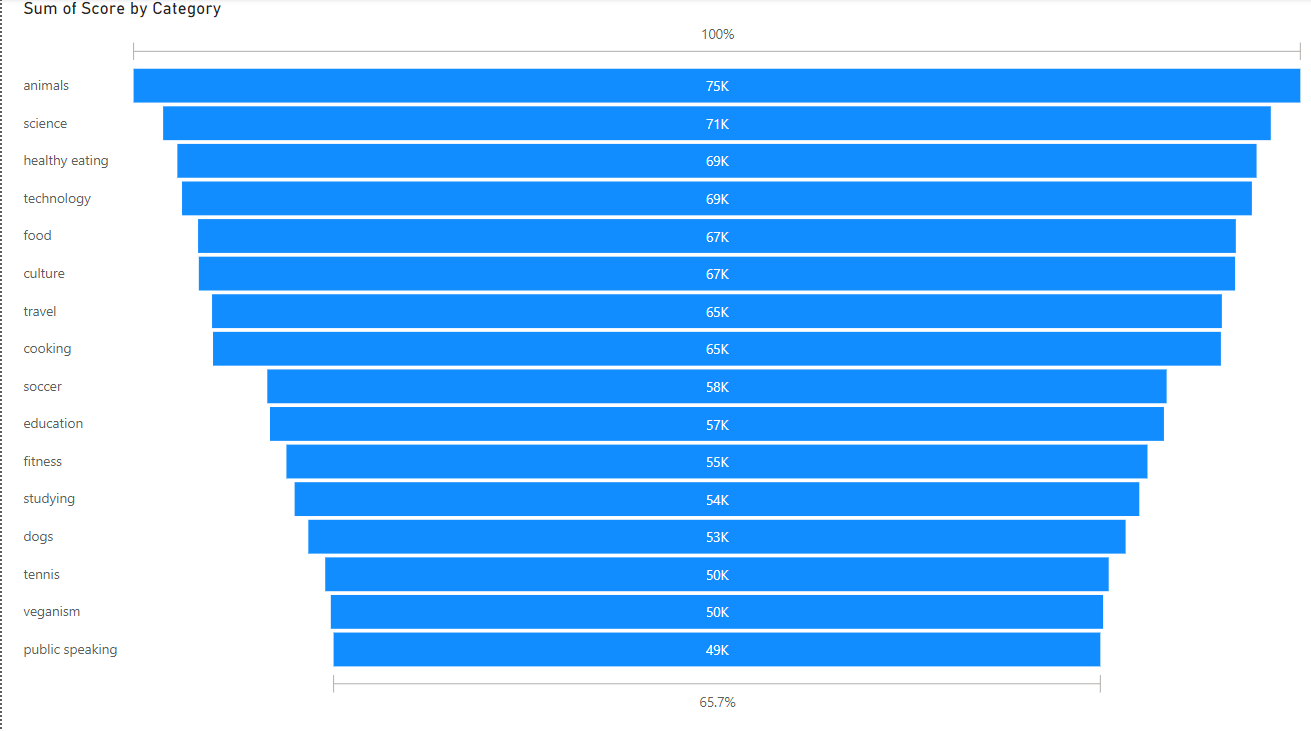 Sum of Score by Category
100%
animals 75K
science 71K
healthy eating 69K
technology 69K
food 67K
culture 67K
travel 65K
cooking 65K
soccer 58K
education 57K
fitness 55K
studying 54K
dogs 53K
tennis 50K
veganism 50K
public speaking 49K
65.7%